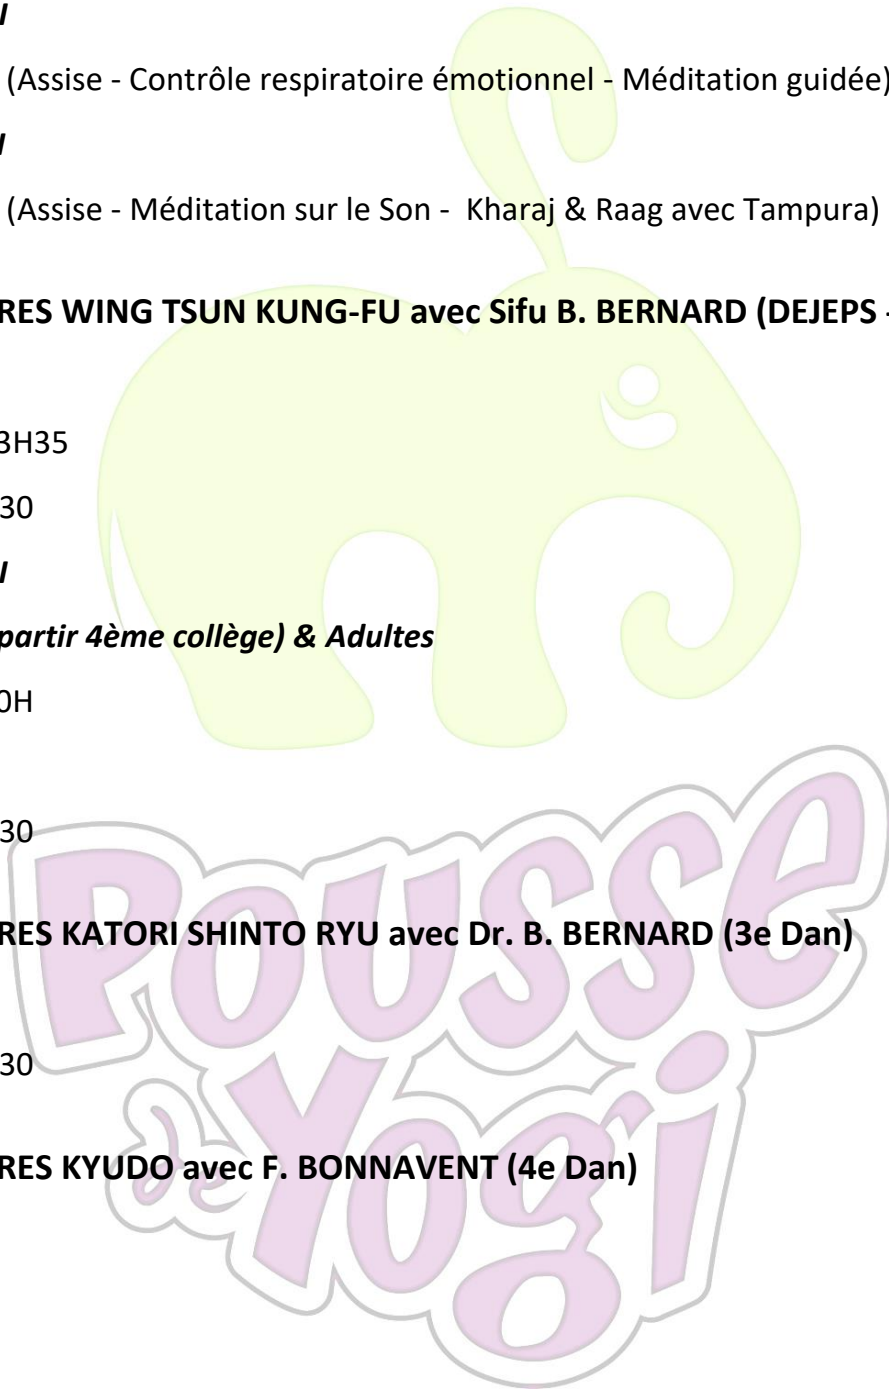 (Assise - Contrôle respiratoire émotionnel - Méditation guidée)
(Assise - Méditation sur le Son - Kharaj & Raag avec Tampura)
RES WING TSUN KUNG-FU avec Sifu B. BERNARD (DEJEPS -
3H35
30
partir 4ème collège) & Adultes
0H
30
RES KATORI SHINTO RYU avec Dr. B. BERNARD (3e Dan)
30
RES KYUDO avec F. BONNAVENT (4e Dan)
POUSSE
de Yogi